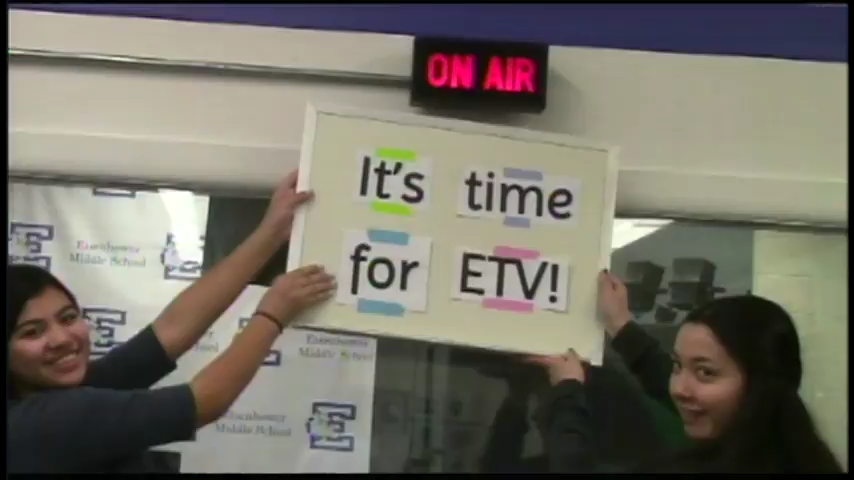 ON AIR
It's time
for ETV!
Eisenhower
Middle School
E
E
Eisenhower
Middle School
Eisenhower
Middle School
E